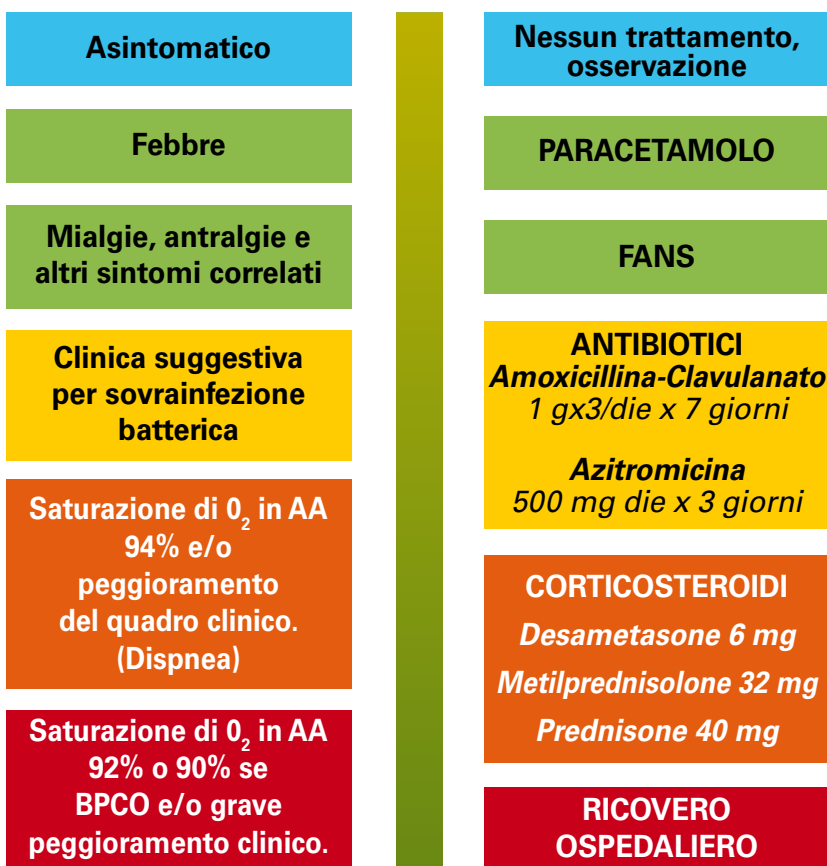 Asintomatico
Nessun trattamento,
osservazione
Febbre
PARACETAMOLO
Mialgie, antralgie e
altri sintomi correlati
FANS
Clinica suggestiva
per sovrainfezione
batterica
ANTIBIOTICI
Amoxicillina-Clavulanato
1 gx3/die x 7 giorni
Azitromicina
500 mg die x 3 giorni
Saturazione di 0₂ in AA
94% e/o
peggioramento
del quadro clinico.
(Dispnea)
CORTICOSTEROIDI
Desametasone 6 mg
Metilprednisolone 32 mg
Prednisone 40 mg
Saturazione di 0₂ in AA
92% o 90% se
BPCO e/o grave
peggioramento clinico.
RICOVERO
OSPEDALIERO